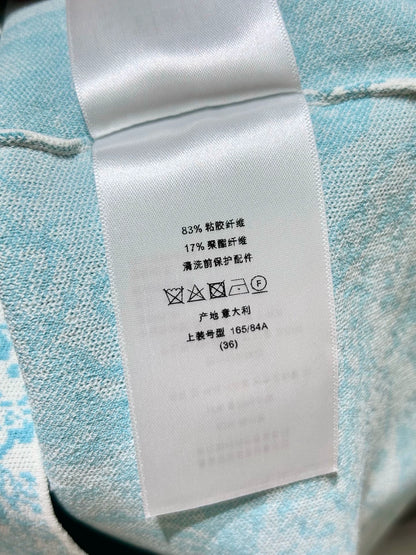 83% 粘胶纤维
17% 聚酯纤维
清洗前保护配件
F
产地 意大利
上装号型 165/84A
(36)